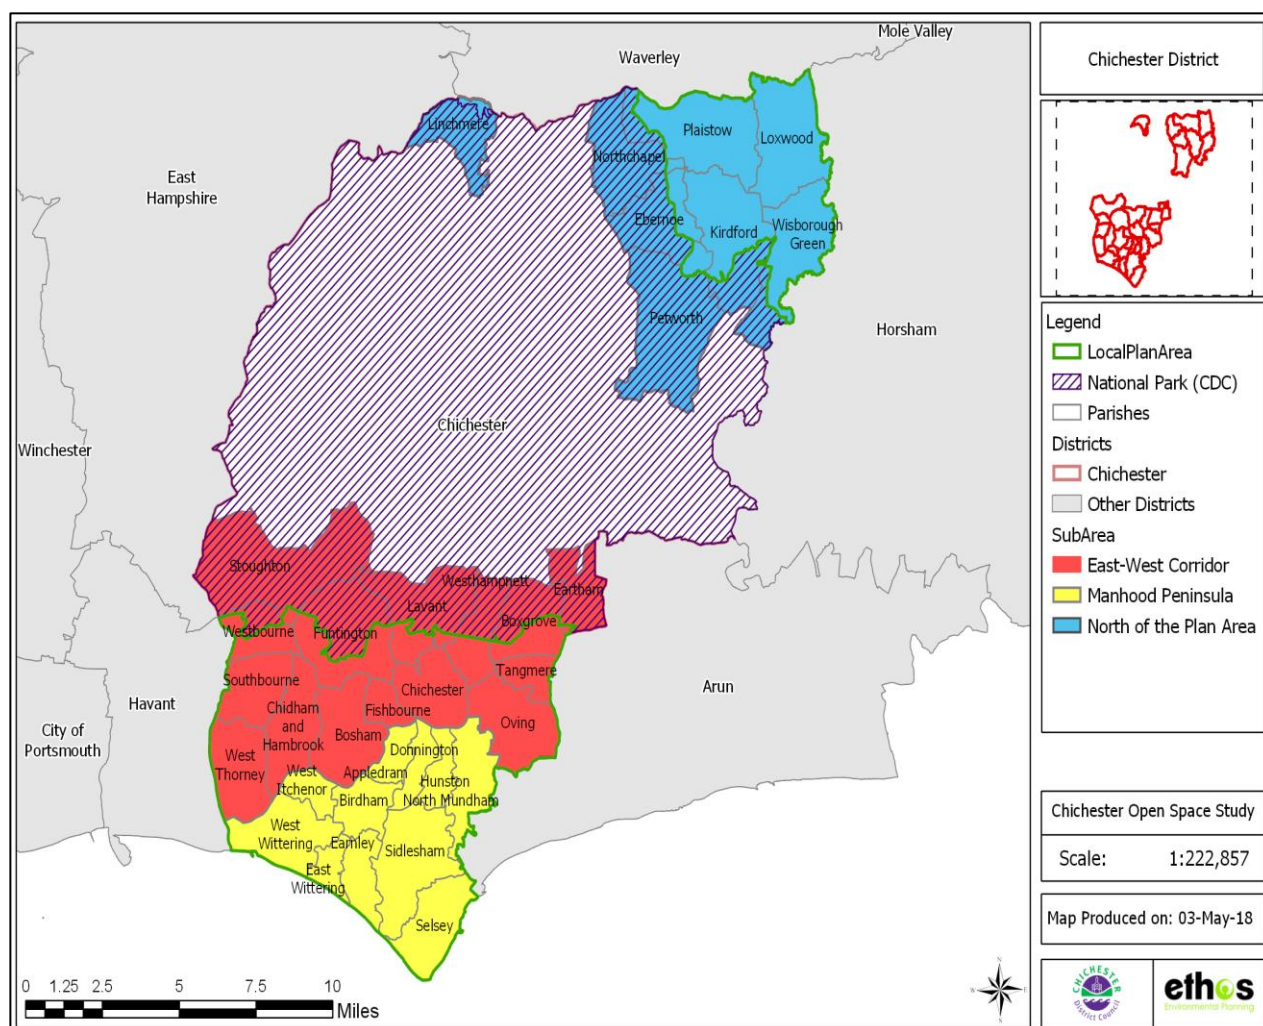 Mole Valley
Waverley
East
Hampshire
Winchester
Havant
City of
Portsmouth
Horsham
Arun
Linchmere
Plaistow
Loxwood
Northchapel
Ebernoe
Kirdford
Wisborough
Green
Petworth
Chichester
Stoughton
Westhampnett
Eartham
Lavant
Boxgrove
Westbourne
Funtington
Southbourne
Tangmere
Chichester
Chidham
and
Hambrook
Fishbourne
Bosham
Oving
West
Thorney
Donnington
West
Itchenor
Appledram
Hunston
Birdham
North Mundham
West
Wittering
Earnley
Sidlesham
East
Wittering
Selsey
0 1.25 2.5 5 7.5 10
Miles
N
W E
S
Chichester District
Legend
LocalPlanArea
National Park (CDC)
Parishes
Districts
Chichester
Other Districts
SubArea
East-West Corridor
Manhood Peninsula
North of the Plan Area
Chichester Open Space Study
Scale: 1:222,857
Map Produced on: 03-May-18
CHICHESTER
District Council
ethos
Environmental Planning